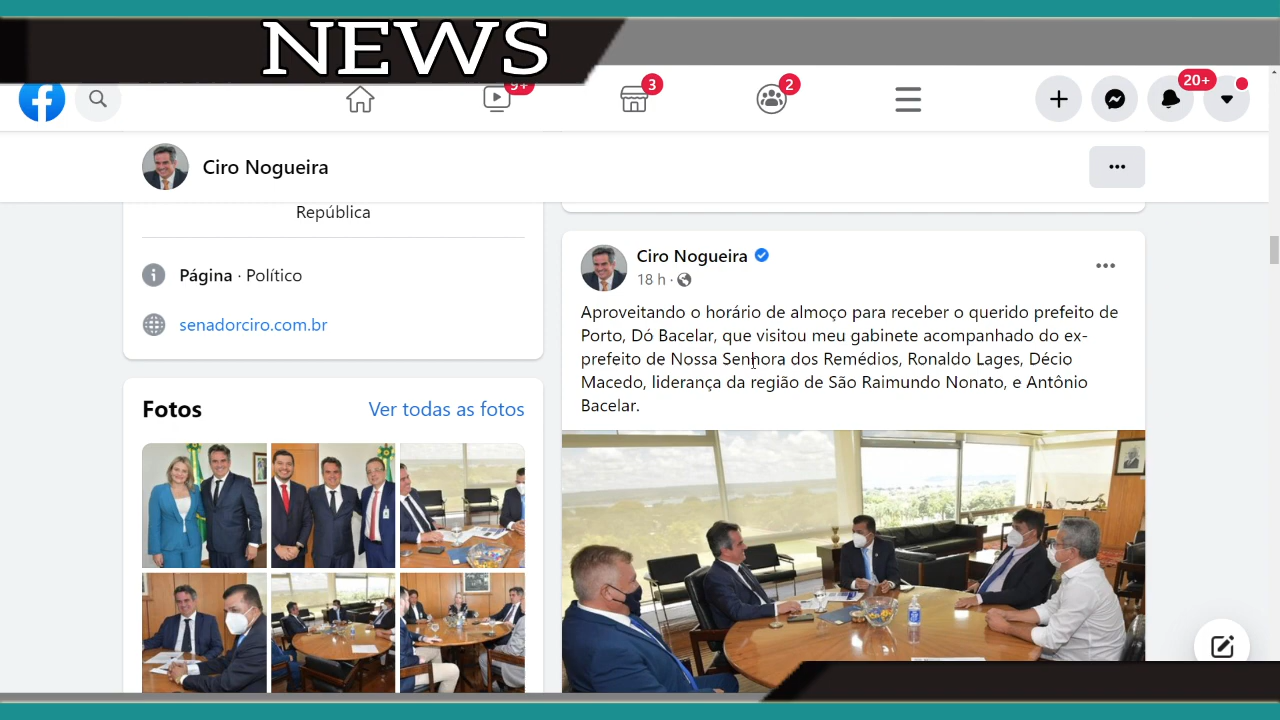 NEWS
9+
3
2
20+
Ciro Nogueira
República
Página · Político
senadorciro.com.br
Fotos
Ver todas as fotos
Ciro Nogueira
18 h ·
Aproveitando o horário de almoço para receber o querido prefeito de
Porto, Dó Bacelar, que visitou meu gabinete acompanhado do ex-
prefeito de Nossa Senhora dos Remédios, Ronaldo Lages, Décio
Macedo, liderança da região de São Raimundo Nonato, e Antônio
Bacelar.